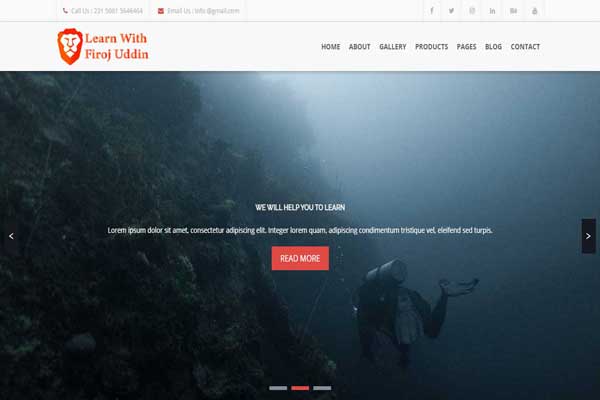 Call Us : 231 5681 5646464
Email Us : Info @gmail.com
Learn With
Firoj Uddin
HOME ABOUT GALLERY PRODUCTS PAGES BLOG CONTACT
WE WILL HELP YOU TO LEARN
Lorem ipsum dolor sit amet, consectetur adipiscing elit. Integer lorem quam, adipiscing condimentum tristique vel, eleifend sed turpis.
READ MORE